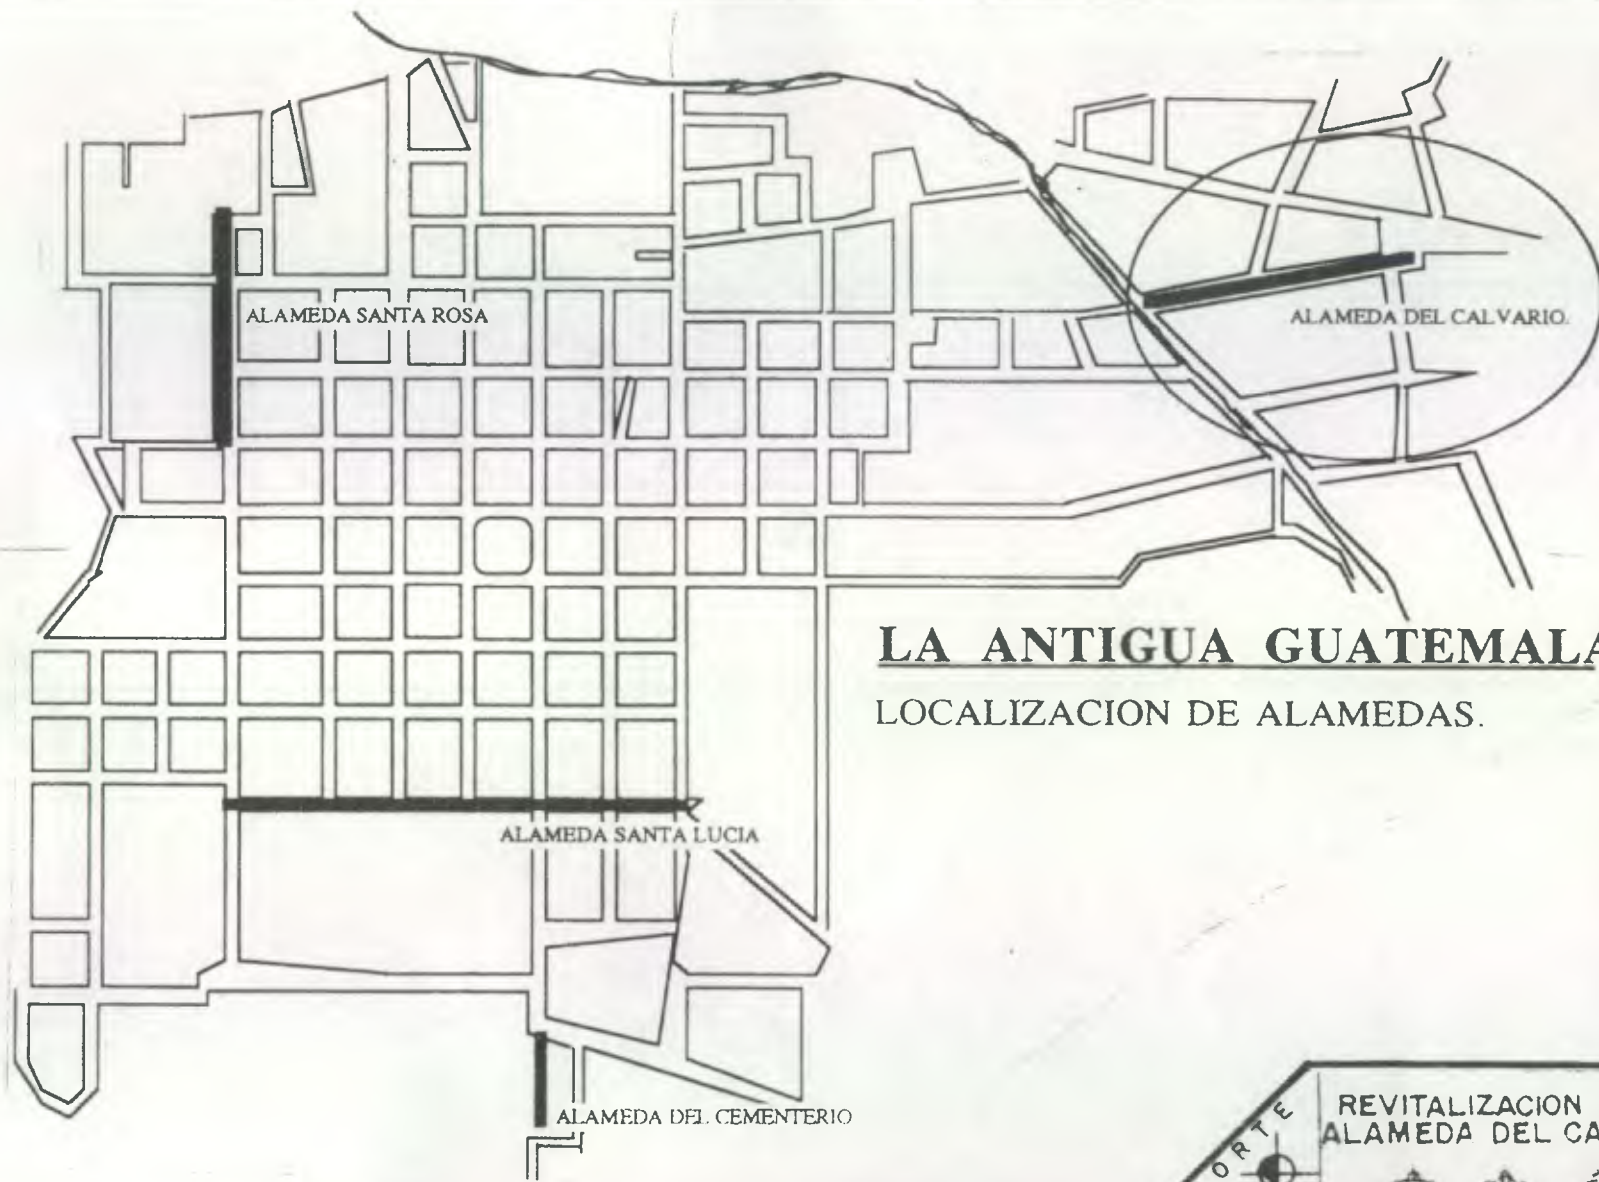 ALAMEDA SANTA ROSA
ALAMEDA DEL CALVARIO.
LA ANTIGUA GUATEMALA
LOCALIZACION DE ALAMEDAS.
ALAMEDA SANTA LUCIA
ALAMEDA DEL CEMENTERIO
ORTE
REVITALIZACION
ALAMEDA DEL CA